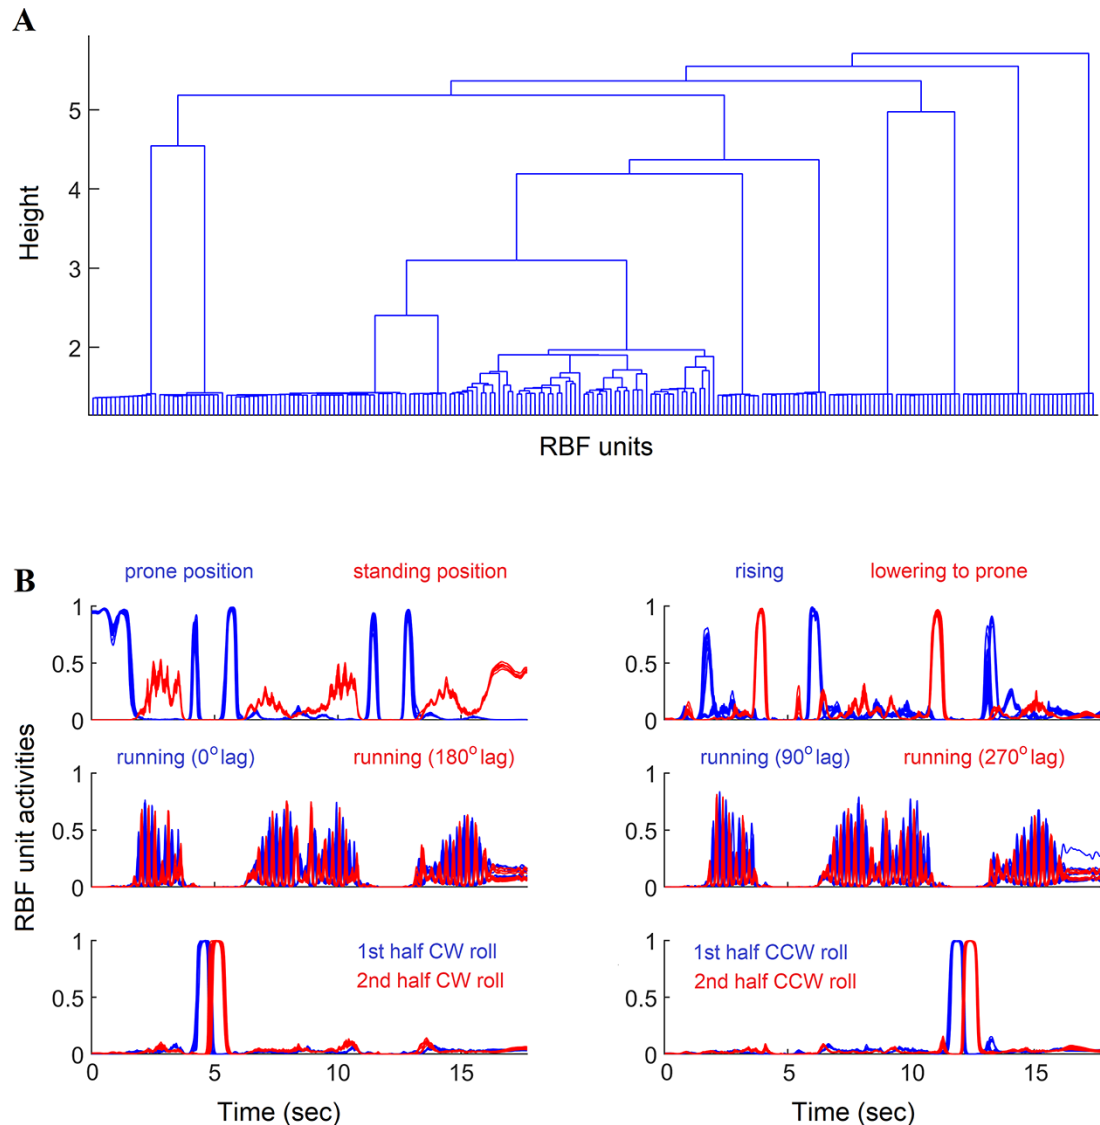 A
Height
5
4
3
2
RBF units
B
RBF unit activities
prone position standing position
1
0.5
0
rising lowering to prone
1
0.5
0
running (0° lag) running (180° lag)
1
0.5
0
running (90° lag) running (270° lag)
1
0.5
0
1st half CW roll
2nd half CW roll
1
0.5
0
0 5 10 15
Time (sec)
1st half CCW roll
2nd half CCW roll
1
0.5
0
0 5 10 15
Time (sec)